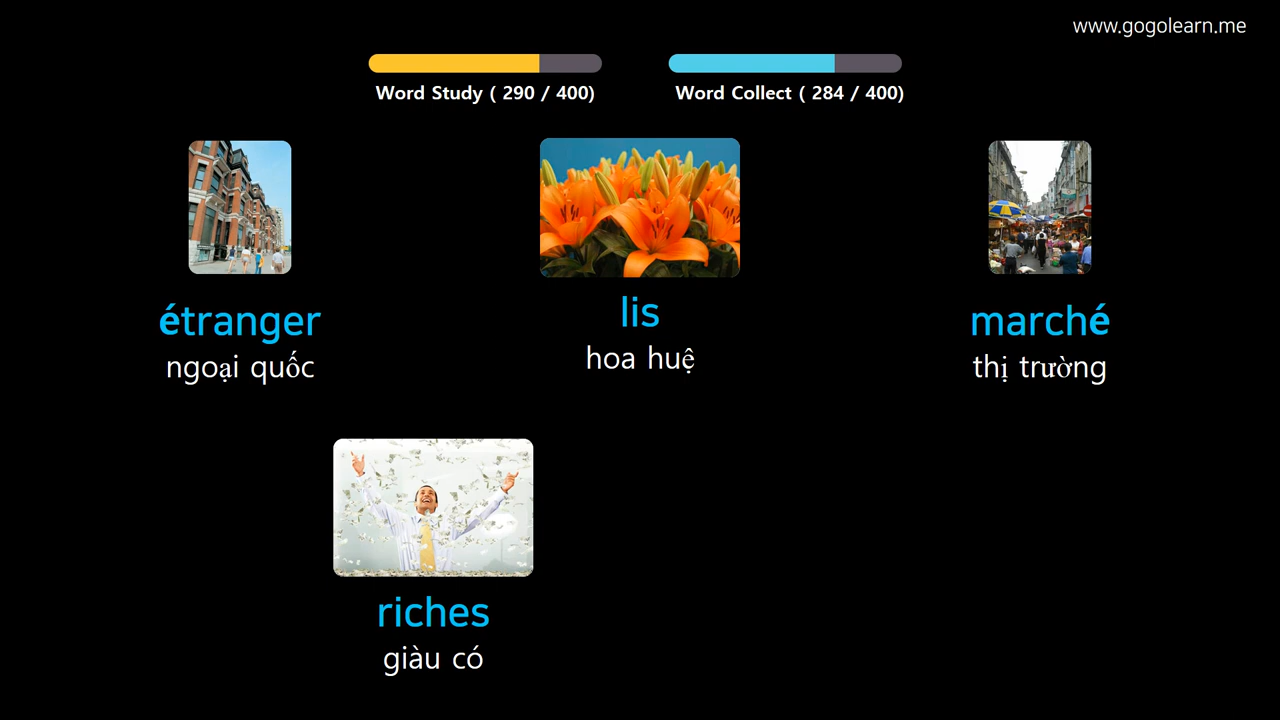 www.gogolearn.me
Word Study ( 290 / 400)
Word Collect ( 284 / 400)
étranger
ngoại quốc
lis
hoa huệ
marché
thị trường
riches
giàu có